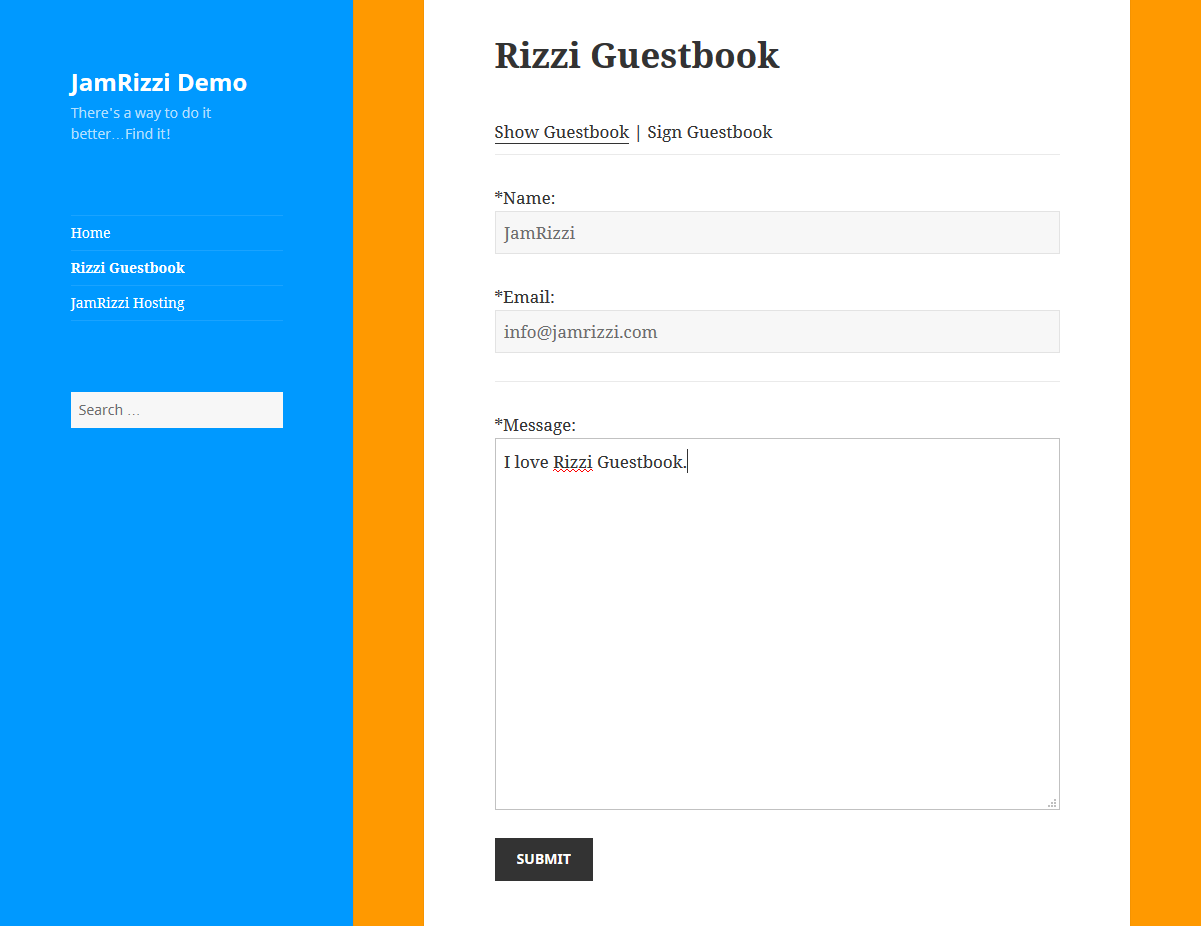 JamRizzi Demo
There's a way to do it
better...Find it!
Home
Rizzi Guestbook
JamRizzi Hosting
Search ...
Rizzi Guestbook
Show Guestbook | Sign Guestbook
*Name:
JamRizzi
*Email:
info@jamrizzi.com
*Message:
I love Rizzi Guestbook.
SUBMIT